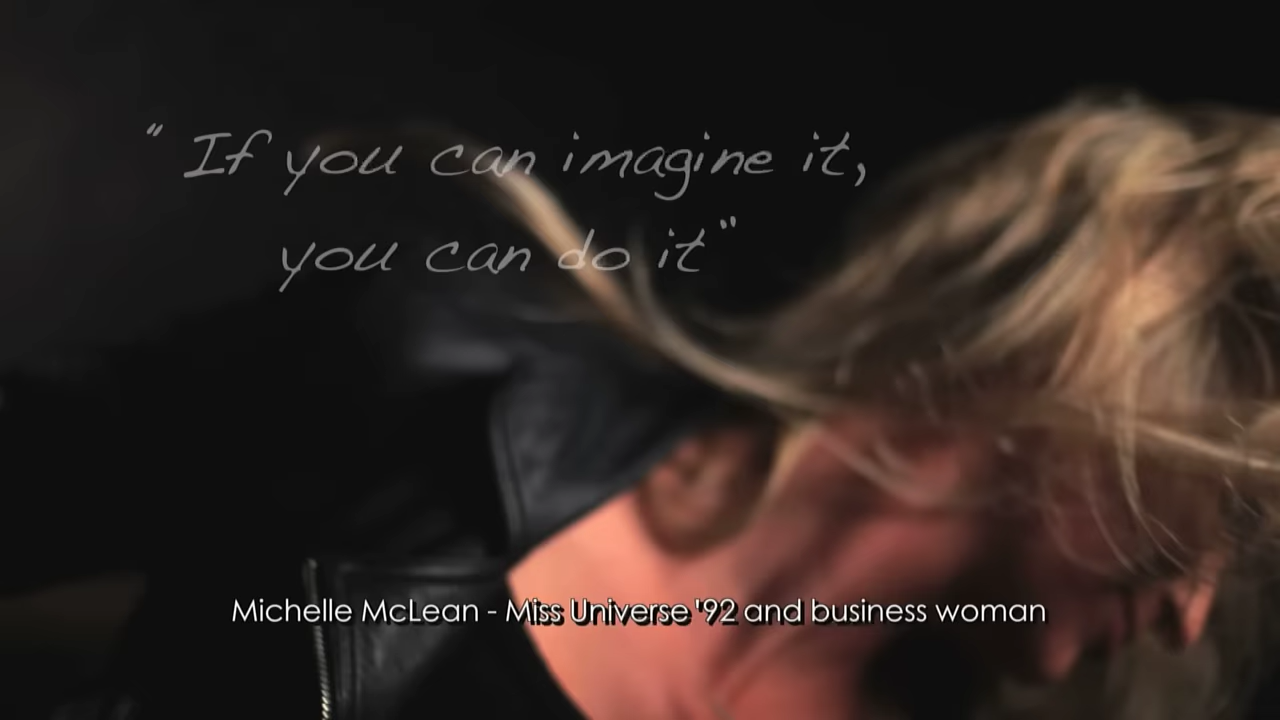 " If you can imagine it,
you can do it"
Michelle McLean - Miss Universe '92 and business woman